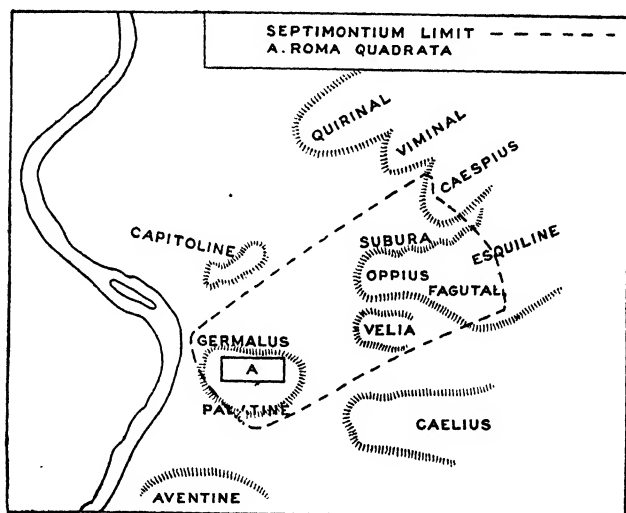 SEPTIMONTIUM LIMIT
A. ROMA QUADRATA
QUIRINAL
VIMINAL
CAESPIUS
CAPITOLINE
SUBURA
ESQUILINE
OPPIUS
FAGUTAL
VELIA
GERMALUS
A
PALATINE
CAELIUS
AVENTINE